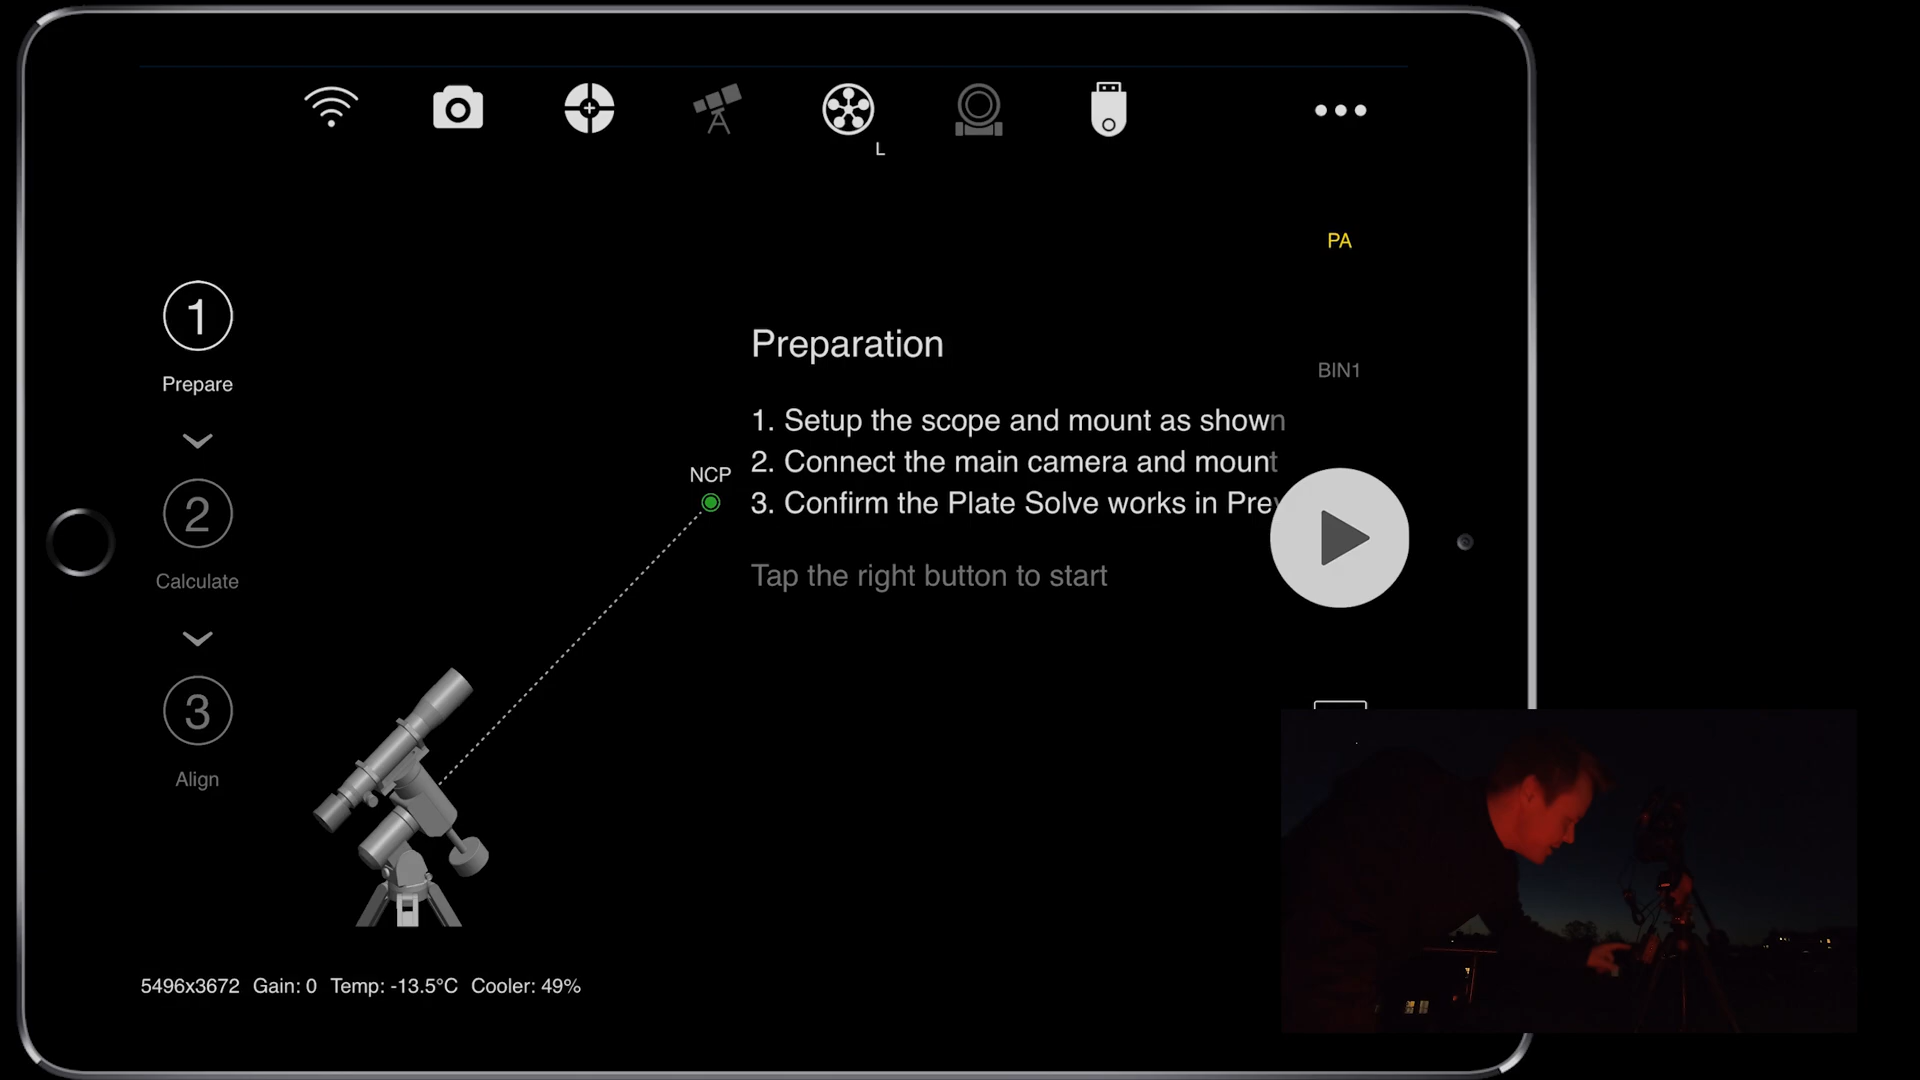 L
PA
1
Prepare
2
Calculate
3
Align
NCP
Preparation
1. Setup the scope and mount as shown
2. Connect the main camera and mount
3. Confirm the Plate Solve works in Prev
Tap the right button to start
BIN1
5496x3672 Gain: 0 Temp: -13.5°C Cooler: 49%